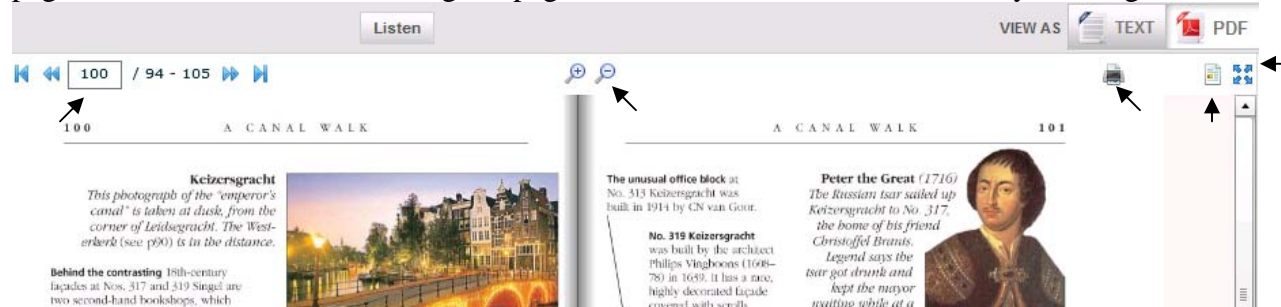 Listen
VIEW AS TEXT PDF
100 / 94 - 105
100 A CANAL WALK
Keizersgracht
This photograph of the "emperor's
canal" is taken at dusk, from the
corner of Leidsegracht. The West-
erkerk (see p90) is in the distance.
Behind the contrasting 18th-century
façades at Nos. 317 and 319 Singel are
two second-hand bookshops, which
A CANAL WALK 101
The unusual office block at
No. 313 Keizersgracht was
built in 1914 by CN van Goor.
No. 319 Keizersgracht
was built by the architect
Philips Vingboons (1608–
78) in 1639. It has a rare,
highly decorated façade
covered with scrolls,
Peter the Great (1716)
The Russian tsar sailed up
Keizersgracht to No. 317,
the home of his friend
Christoffel Brants.
Legend says the
tsar got drunk and
kept the mayor
waiting while at a